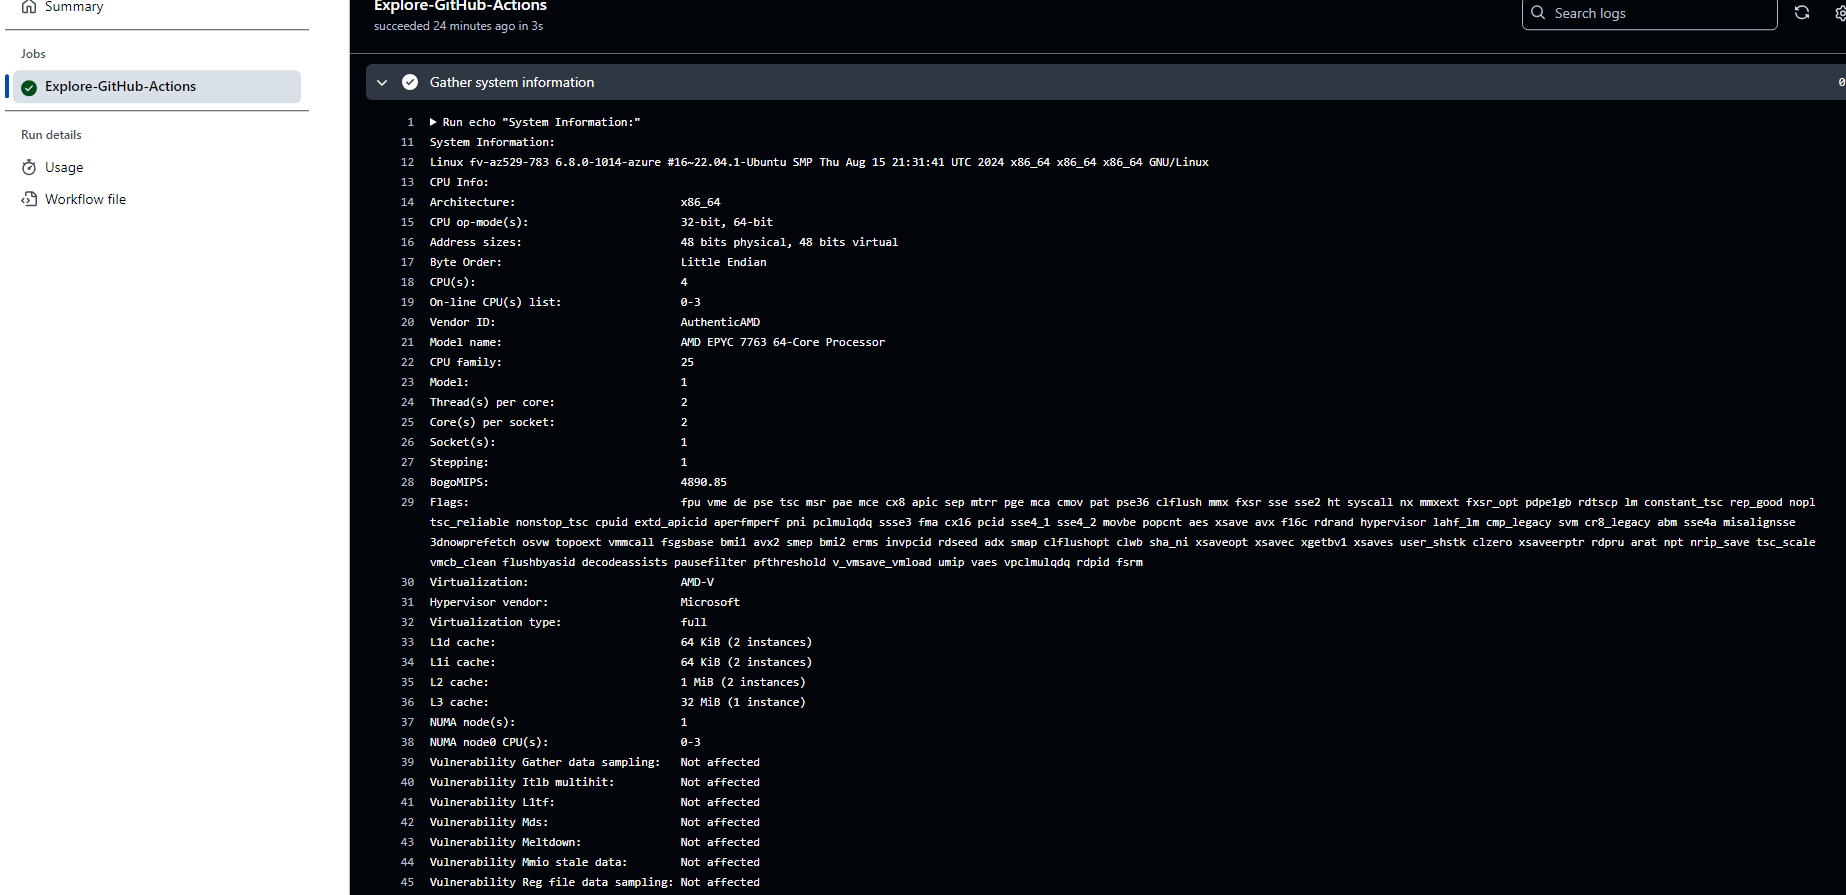 Summary
Jobs
Explore-GitHub-Actions
Run details
Usage
Workflow file
Explore-GitHub-Actions
succeeded 24 minutes ago in 3s
Search logs
Gather system information
0
1 Run echo "System Information:"
11 System Information:
12 Linux fv-az529-783 6.8.0-1014-azure #16~22.04.1-Ubuntu SMP Thu Aug 15 21:31:41 UTC 2024 x86_64 x86_64 x86_64 GNU/Linux
13 CPU Info:
14 Architecture: x86_64
15 CPU op-mode(s): 32-bit, 64-bit
16 Address sizes: 48 bits physical, 48 bits virtual
17 Byte Order: Little Endian
18 CPU(s): 4
19 On-line CPU(s) list: 0-3
20 Vendor ID: AuthenticAMD
21 Model name: AMD EPYC 7763 64-Core Processor
22 CPU family: 25
23 Model: 1
24 Thread(s) per core: 2
25 Core(s) per socket: 2
26 Socket(s): 1
27 Stepping: 1
28 BogoMIPS: 4890.85
29 Flags: fpu vme de pse tsc msr pae mce cx8 apic sep mtrr pge mca cmov pat pse36 clflush mmx fxsr sse sse2 ht syscall nx mmxext fxsr_opt pdpe1gb rdtscp lm constant_tsc rep_good nopl
tsc_reliable nonstop_tsc cpuid extd_apicid aperfmperf pni pclmulqdq ssse3 fma cx16 pcid sse4_1 sse4_2 movbe popcnt aes xsave avx f16c rdrand hypervisor lahf_lm cmp_legacy svm cr8_legacy abm sse4a misalignsse
3dnowprefetch osvw topoext vmmcall fsgsbase bmi1 avx2 smep bmi2 erms invpcid rdseed adx smap clflushopt clwb sha_ni xsaveopt xsavec xgetbv1 xsaves user_shstk clzero xsaveerptr rdpru arat npt nrip_save tsc_scale
vmcb_clean flushbyasid decodeassists pausefilter pfthreshold v_vmsave_vmload umip vaes vpclmulqdq rdpid fsrm
30 Virtualization: AMD-V
31 Hypervisor vendor: Microsoft
32 Virtualization type: full
33 L1d cache: 64 KiB (2 instances)
34 L1i cache: 64 KiB (2 instances)
35 L2 cache: 1 MiB (2 instances)
36 L3 cache: 32 MiB (1 instance)
37 NUMA node(s): 1
38 NUMA node0 CPU(s): 0-3
39 Vulnerability Gather data sampling: Not affected
40 Vulnerability Itlb multihit: Not affected
41 Vulnerability L1tf: Not affected
42 Vulnerability Mds: Not affected
43 Vulnerability Meltdown: Not affected
44 Vulnerability Mmio stale data: Not affected
45 Vulnerability Reg file data sampling: Not affected